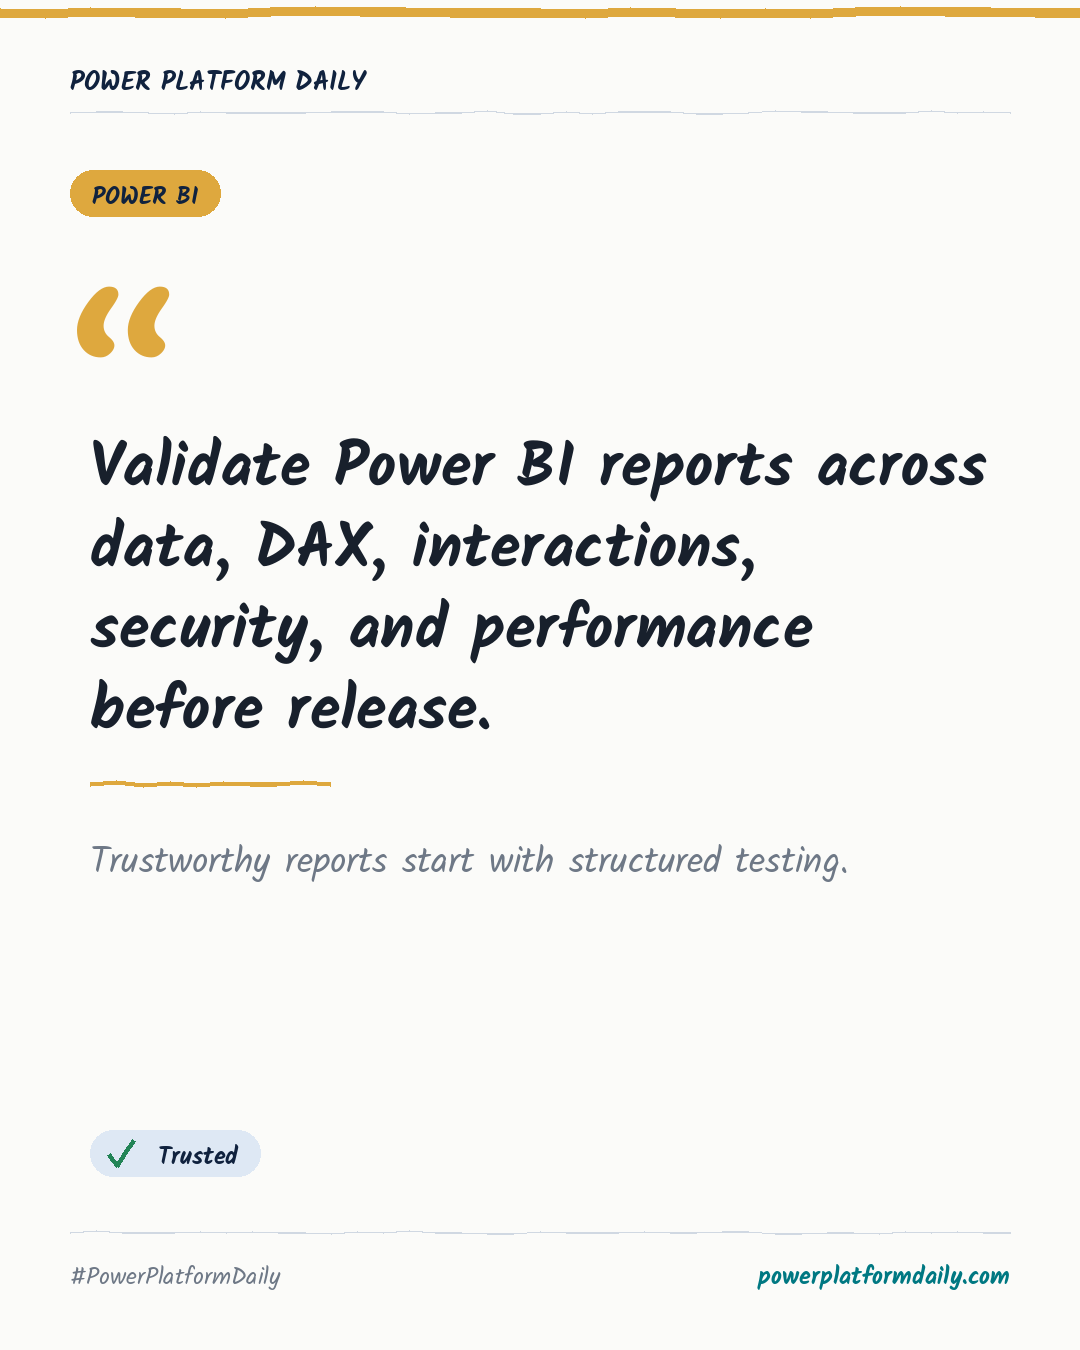 POWER PLATFORM DAILY
POWER BI
“
Validate Power BI reports across
data, DAX, interactions,
security, and performance
before release.
Trustworthy reports start with structured testing.
✓ Trusted
#PowerPlatformDaily
powerplatformdaily.com